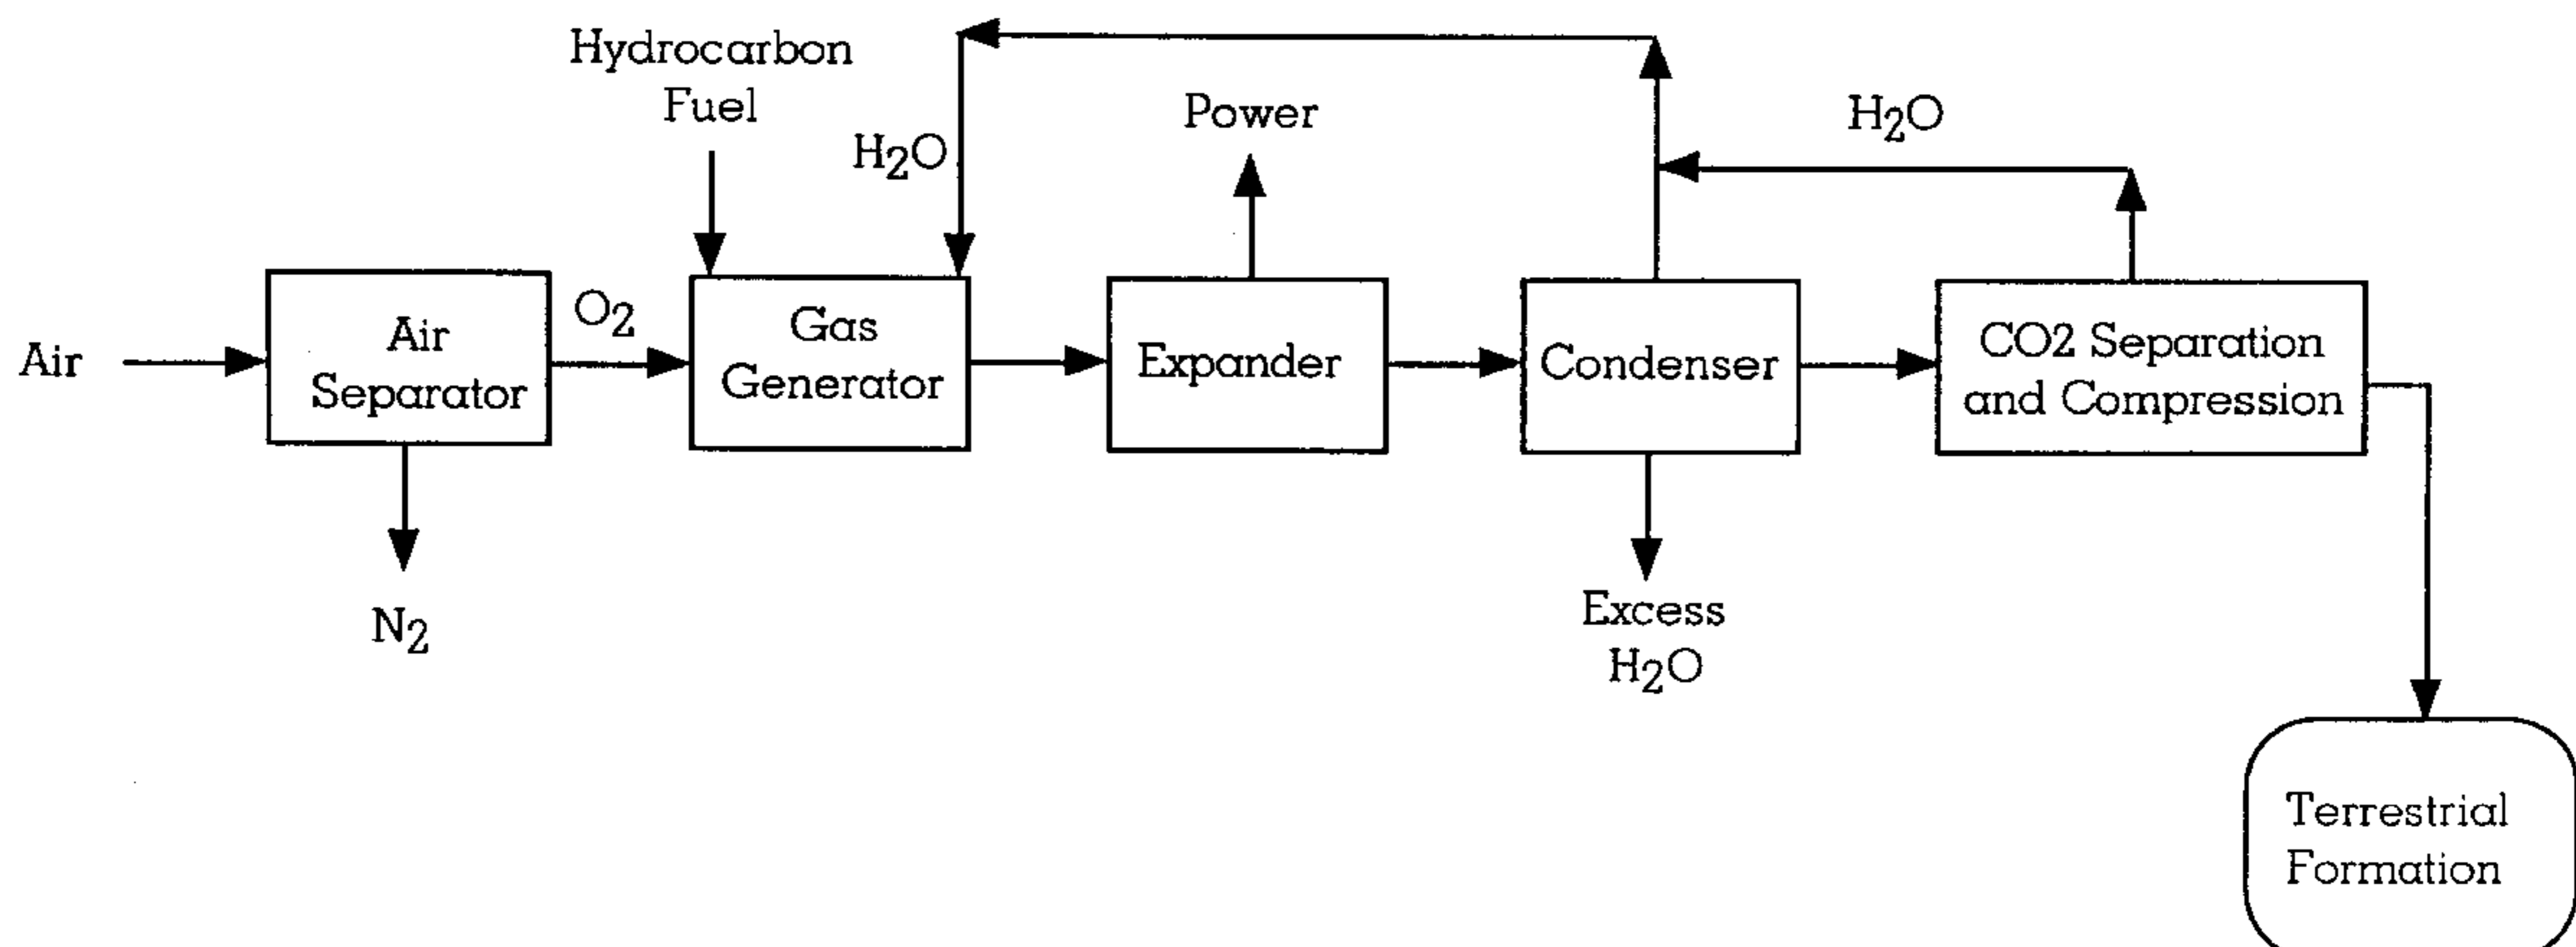 Hydrocarbon
Fuel
H2O
Power
H2O
Air
Air
Separator
O2
Gas
Generator
Expander
Condenser
CO2 Separation
and Compression
N2
Excess
H2O
Terrestrial
Formation